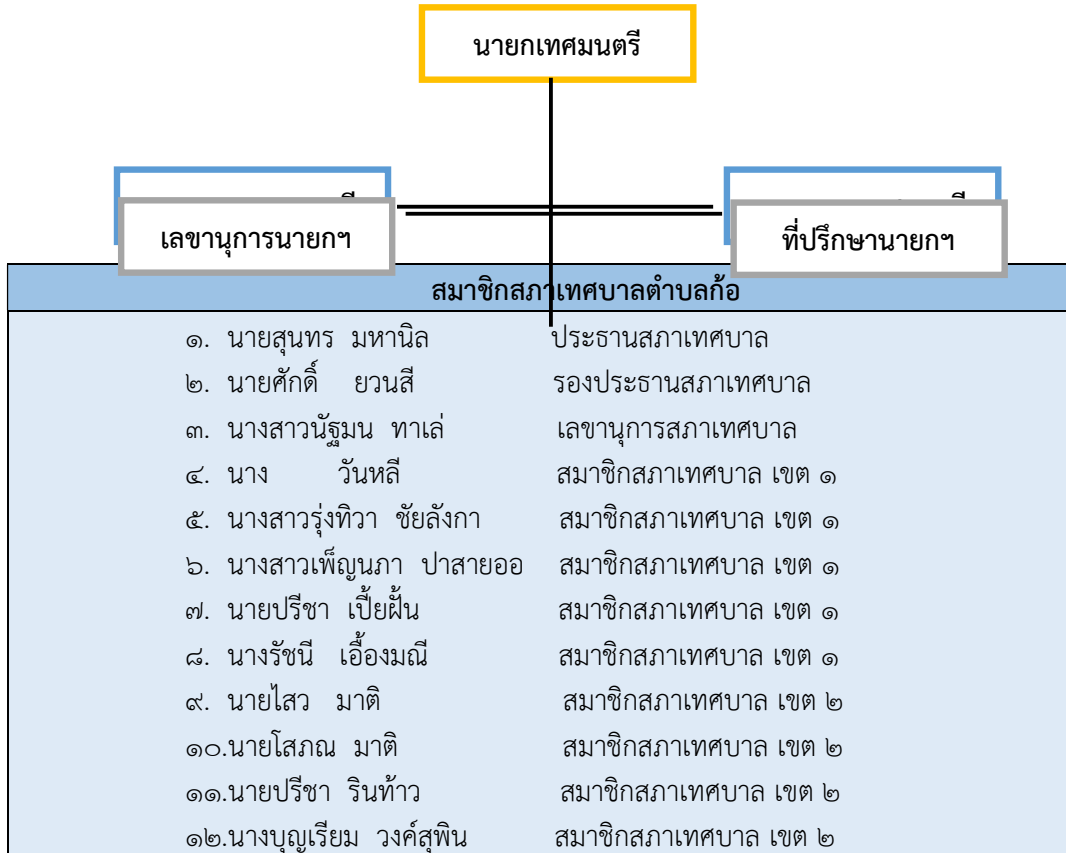 นายกเทศมนตรี
เลขานุการนายกฯ
ที่ปรึกษานายกฯ
สมาชิกสภาเทศบาลตำบลก้อ
๑. นายสุนทร มหานิล ประธานสภาเทศบาล
๒. นายศักดิ์ ยวนสี รองประธานสภาเทศบาล
๓. นางสาวนัฐมน ทาเล่ เลขานุการสภาเทศบาล
๔. นาง วันหลี สมาชิกสภาเทศบาล เขต ๑
๕. นางสาวรุ่งทิวา ชัยลังกา สมาชิกสภาเทศบาล เขต ๑
๖. นางสาวเพ็ญนภา ปาสายออ สมาชิกสภาเทศบาล เขต ๑
๗. นายปรีชา เปี้ยฝั้น สมาชิกสภาเทศบาล เขต ๑
๘. นางรัชนี เอื้องมณี สมาชิกสภาเทศบาล เขต ๑
๙. นายไสว มาติ สมาชิกสภาเทศบาล เขต ๒
๑๐.นายโสภณ มาติ สมาชิกสภาเทศบาล เขต ๒
๑๑.นายปรีชา รินท้าว สมาชิกสภาเทศบาล เขต ๒
๑๒.นางบุญเรียม วงค์สุพิน สมาชิกสภาเทศบาล เขต ๒